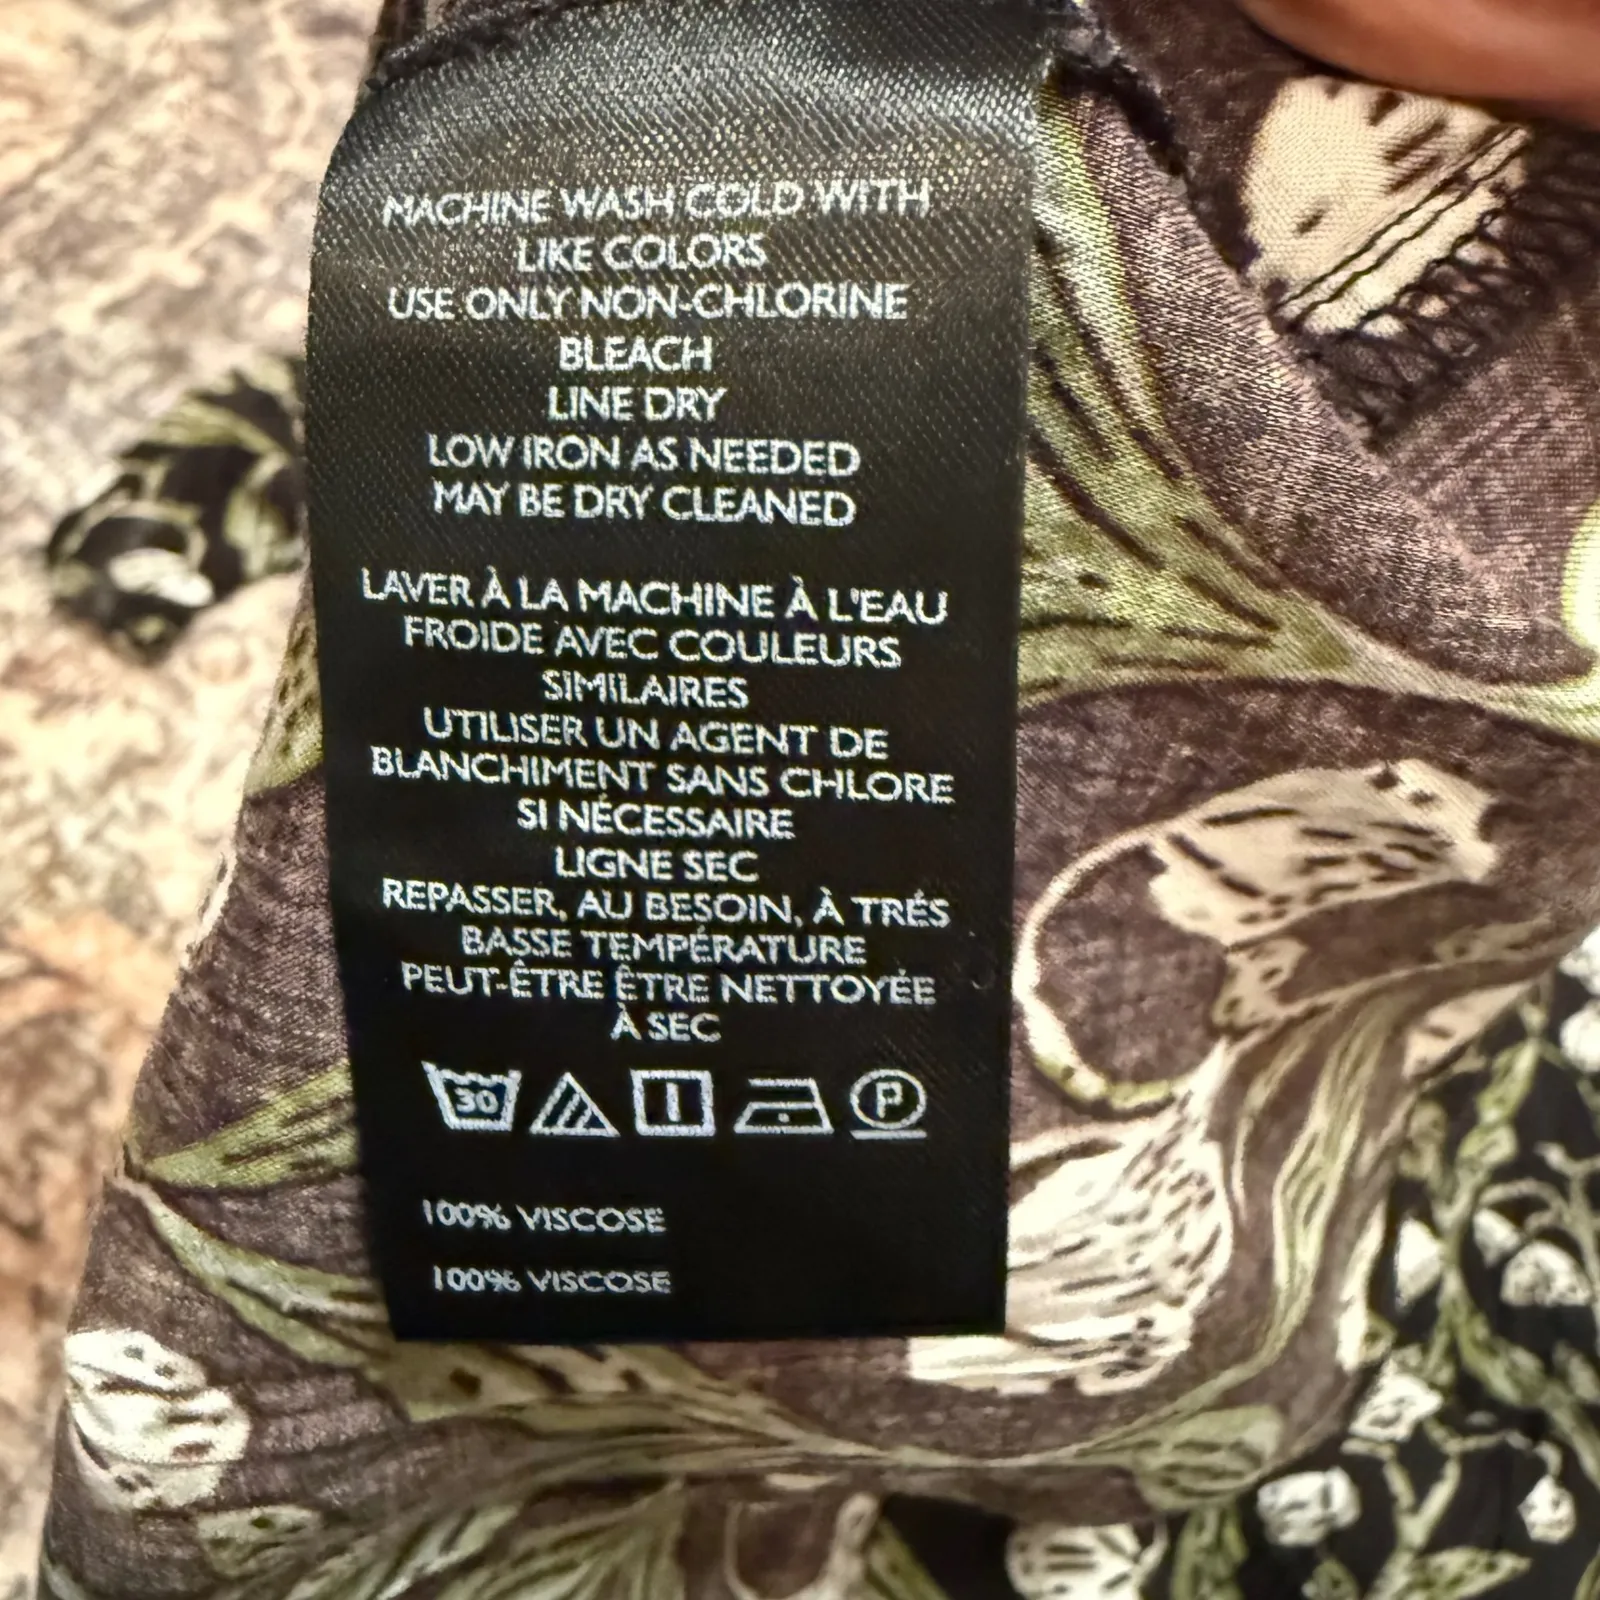 MACHINE WASH COLD WITH
LIKE COLORS
USE ONLY NON-CHLORINE
BLEACH
LINE DRY
LOW IRON AS NEEDED
MAY BE DRY CLEANED
LAVER À LA MACHINE À L'EAU
FROIDE AVEC COULEURS
SIMILAIRES
UTILISER UN AGENT DE
BLANCHIMENT SANS CHLORE
SI NÉCESSAIRE
LIGNE SEC
REPASSER, AU BESOIN, À TRÉS
BASSE TEMPÉRATURE
PEUT-ÊTRE ÊTRE NETTOYÉE
À SEC
30 P
100% VISCOSE
100% VISCOSE